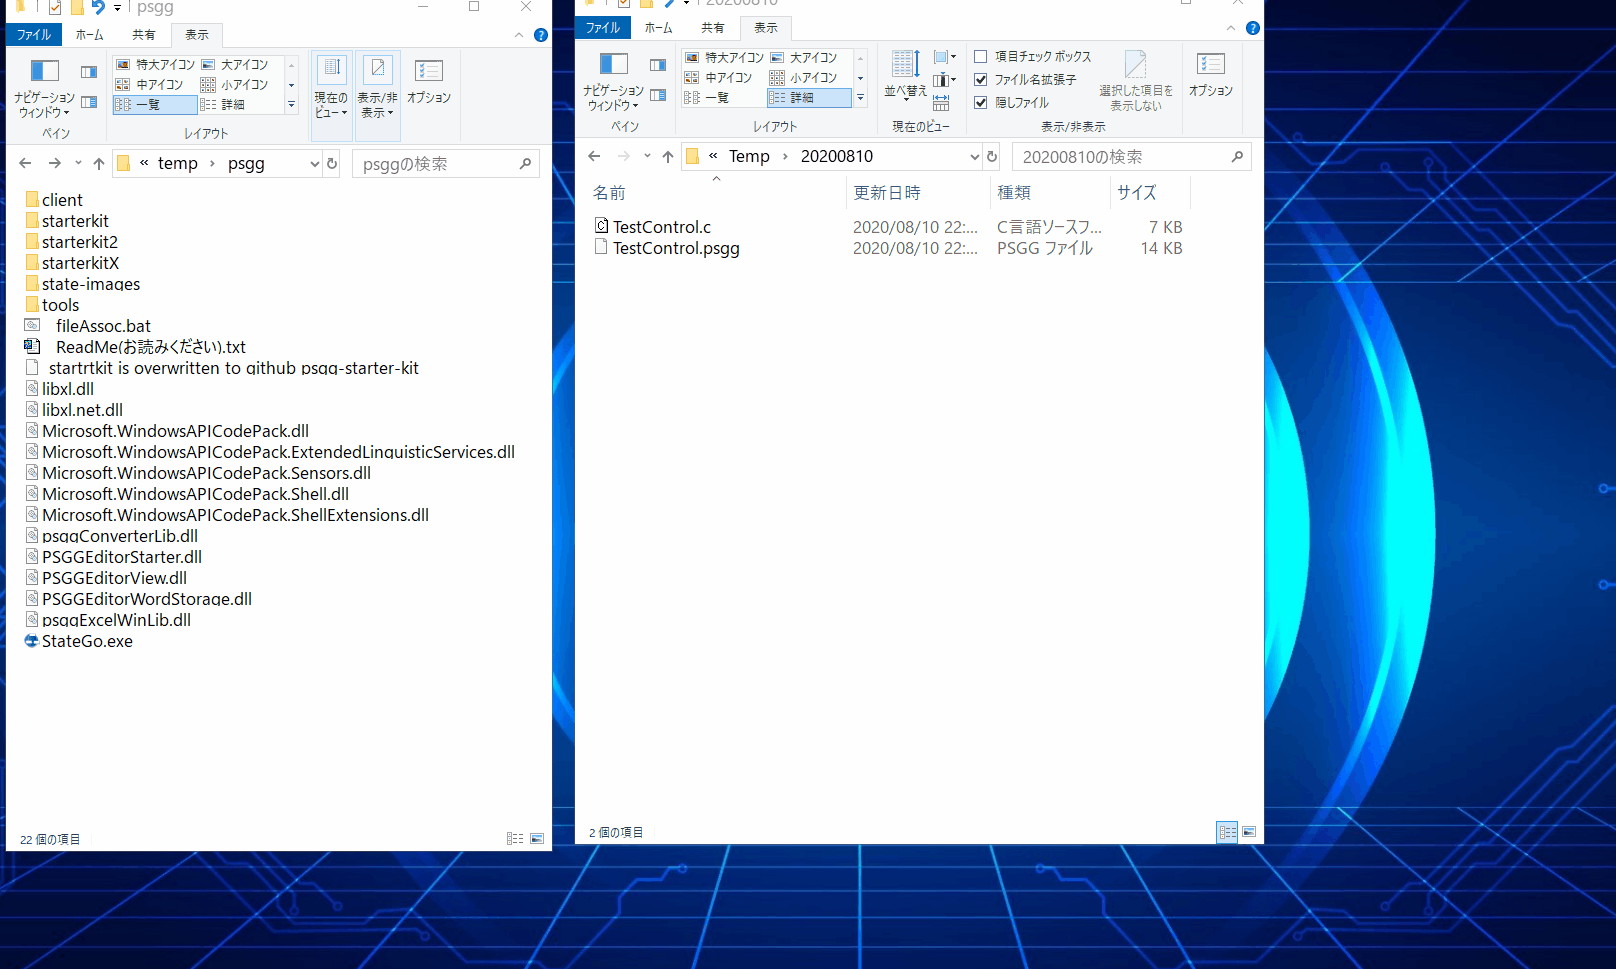 psgg
ファイル ホーム 共有 表示
特大アイコン 大アイコン
中アイコン 小アイコン
一覧 詳細
ナビゲーション
ウィンドウ
現在の
ビュー
表示/非
表示
オプション
ペイン レイアウト
« temp › psgg
psggの検索
client
starterkit
starterkit2
starterkitX
state-images
tools
fileAssoc.bat
ReadMe(お読みください).txt
startrtkit is overwritten to github psgg-starter-kit
libxl.dll
libxl.net.dll
Microsoft.WindowsAPICodePack.dll
Microsoft.WindowsAPICodePack.ExtendedLinguisticServices.dll
Microsoft.WindowsAPICodePack.Sensors.dll
Microsoft.WindowsAPICodePack.Shell.dll
Microsoft.WindowsAPICodePack.ShellExtensions.dll
psggConverterLib.dll
PSGGEditorStarter.dll
PSGGEditorView.dll
PSGGEditorWordStorage.dll
psggExcelWinLib.dll
StateGo.exe
22 個の項目
20200810
ファイル ホーム 共有 表示
特大アイコン 大アイコン
中アイコン 小アイコン
一覧 詳細
ナビゲーション
ウィンドウ
並べ替え
項目チェック ボックス
ファイル名拡張子
隠しファイル
選択した項目を
表示しない
オプション
ペイン レイアウト 現在のビュー 表示/非表示
« Temp › 20200810
20200810の検索
名前 更新日時 種類 サイズ
TestControl.c 2020/08/10 22:... C言語ソースフ... 7 KB
TestControl.psgg 2020/08/10 22:... PSGG ファイル 14 KB
2 個の項目